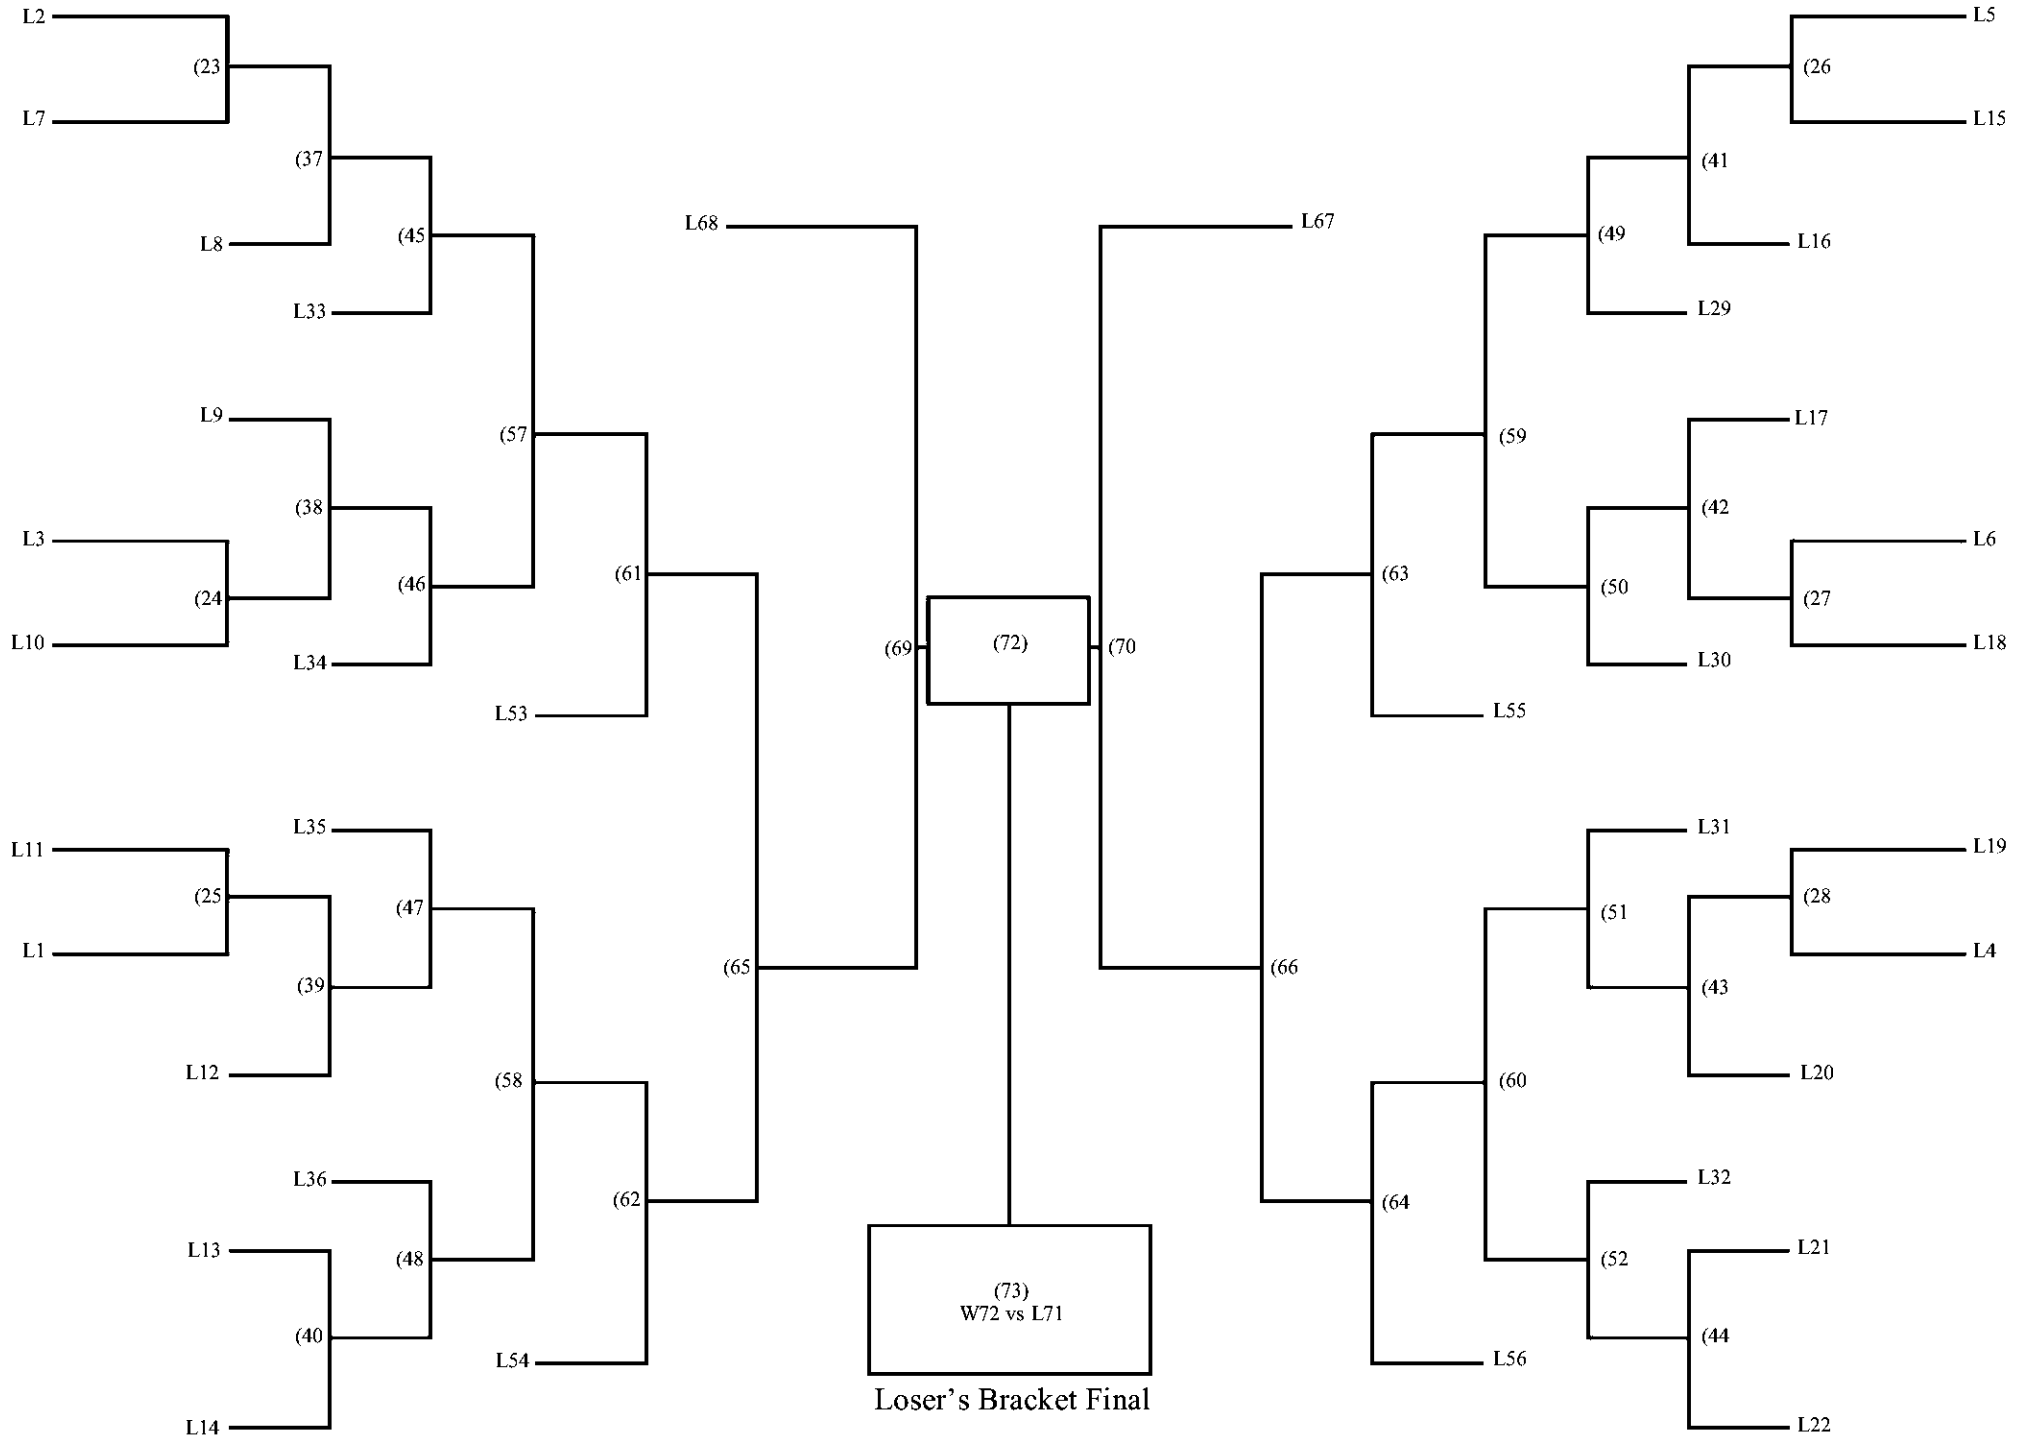 L2
(23
L7
(37
L8
(45
L33
L9
(57
(38
L3
(24
(46
L10
L34
(61
L53
L68
(69
L35
L11
(25
(47
L1
(39
(65
L12
(58
L36
L13
(48
(62
(40
L54
L14
(72)
(73)
W72 vs L71
Loser’s Bracket Final
L5
(26
L15
(41
L16
L67
(49
L29
L17
(59
(42
L6
(63
(50
(27
(70
L18
L30
L55
L31
L19
(28
(51
L4
(66
(43
L20
(60
L32
(64
L21
(52
(44
L56
L22